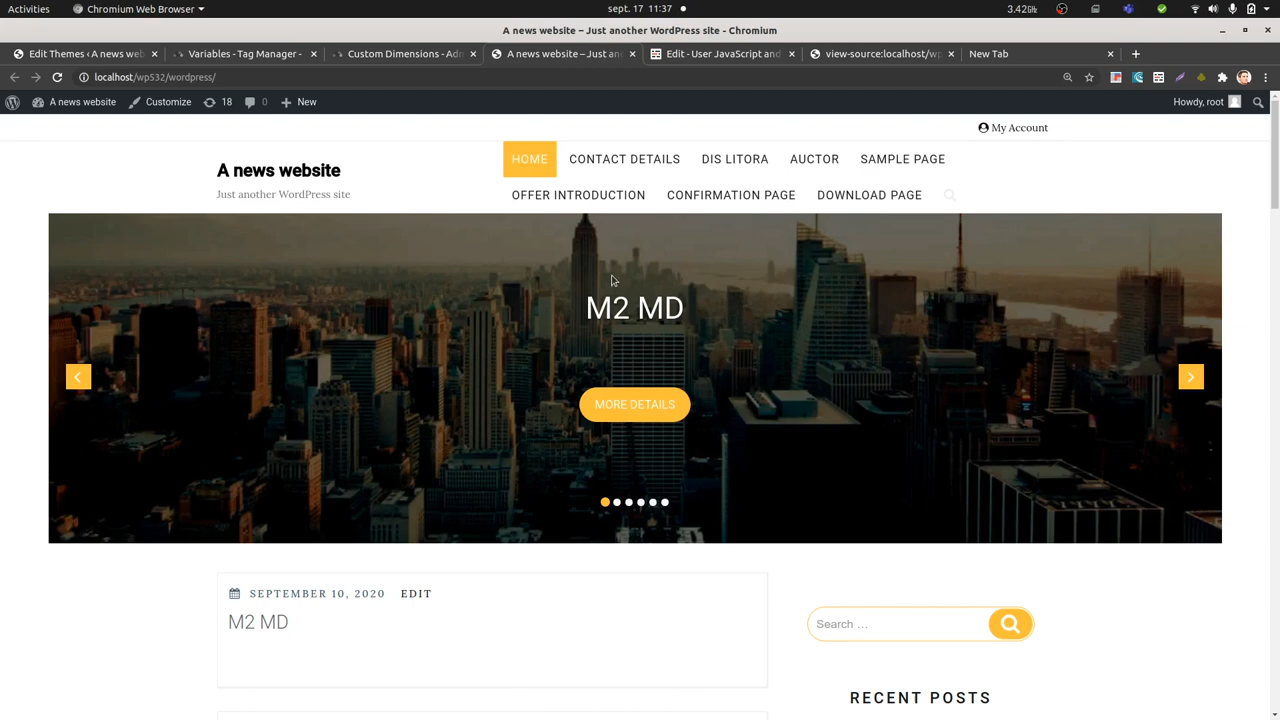 Activities Chromium Web Browser sept. 17 11:37 3.42GHz
A news website – Just another WordPress site - Chromium
Edit Themes ‹ A news web A Variables - Tag Manager - Custom Dimensions - Adm A news website – Just an Edit - User JavaScript and view-source:localhost/wp New Tab
localhost/wp532/wordpress/
A news website Customize 18 0 New Howdy, root
My Account
A news website
Just another WordPress site
HOME CONTACT DETAILS DIS LITORA AUCTOR SAMPLE PAGE
OFFER INTRODUCTION CONFIRMATION PAGE DOWNLOAD PAGE
M2 MD
MORE DETAILS
SEPTEMBER 10, 2020 EDIT
M2 MD
Search …
RECENT POSTS